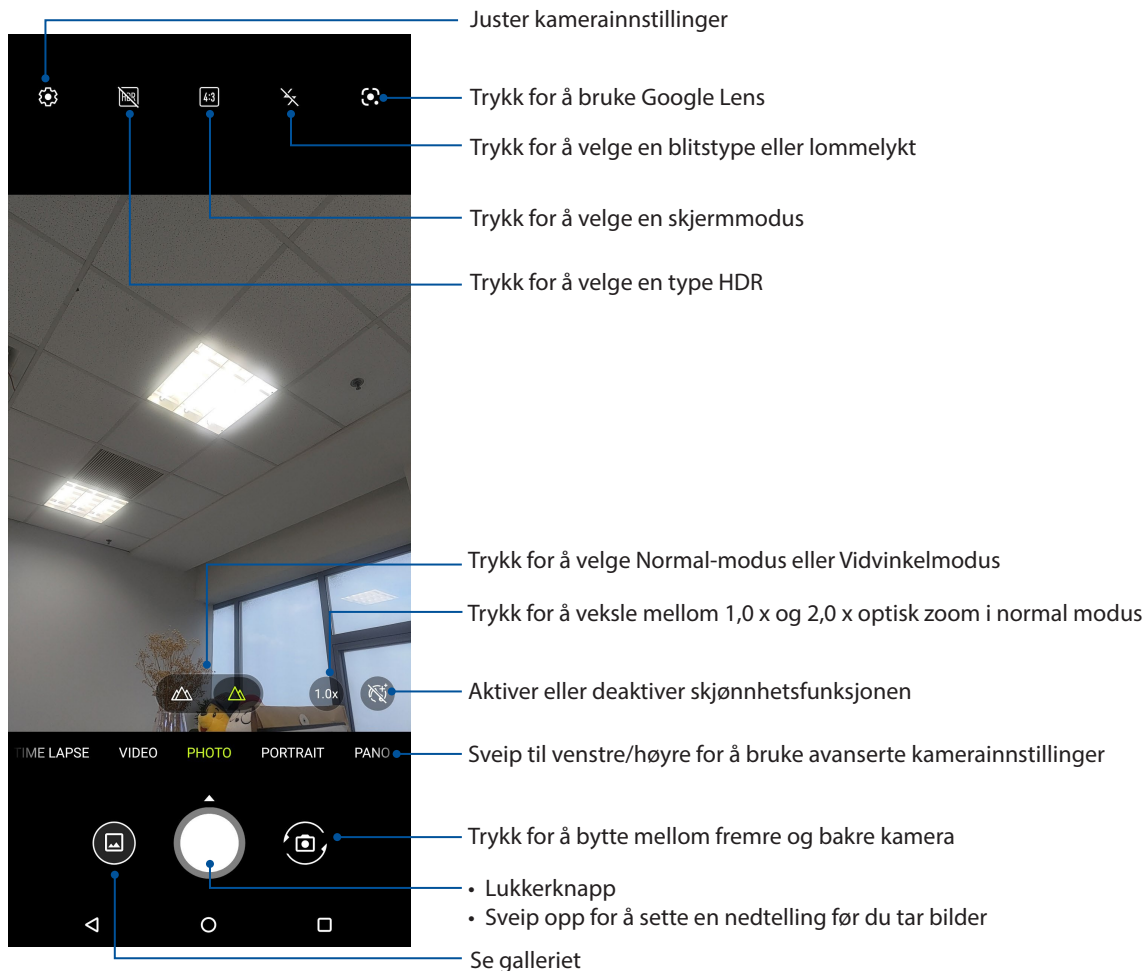 Juster kamerainnstillinger
HDR
4:3
Trykk for å bruke Google Lens
Trykk for å velge en blitstype eller lommelykt
Trykk for å velge en skjermmodus
Trykk for å velge en type HDR
Trykk for å velge Normal-modus eller Vidvinkelmodus
Trykk for å veksle mellom 1,0 x og 2,0 x optisk zoom i normal modus
1.0x
Aktiver eller deaktiver skjønnhetsfunksjonen
TIME LAPSE VIDEO PHOTO PORTRAIT PANO
Sveip til venstre/høyre for å bruke avanserte kamerainnstillinger
Trykk for å bytte mellom fremre og bakre kamera
• Lukkerknapp
• Sveip opp for å sette en nedtelling før du tar bilder
Se galleriet